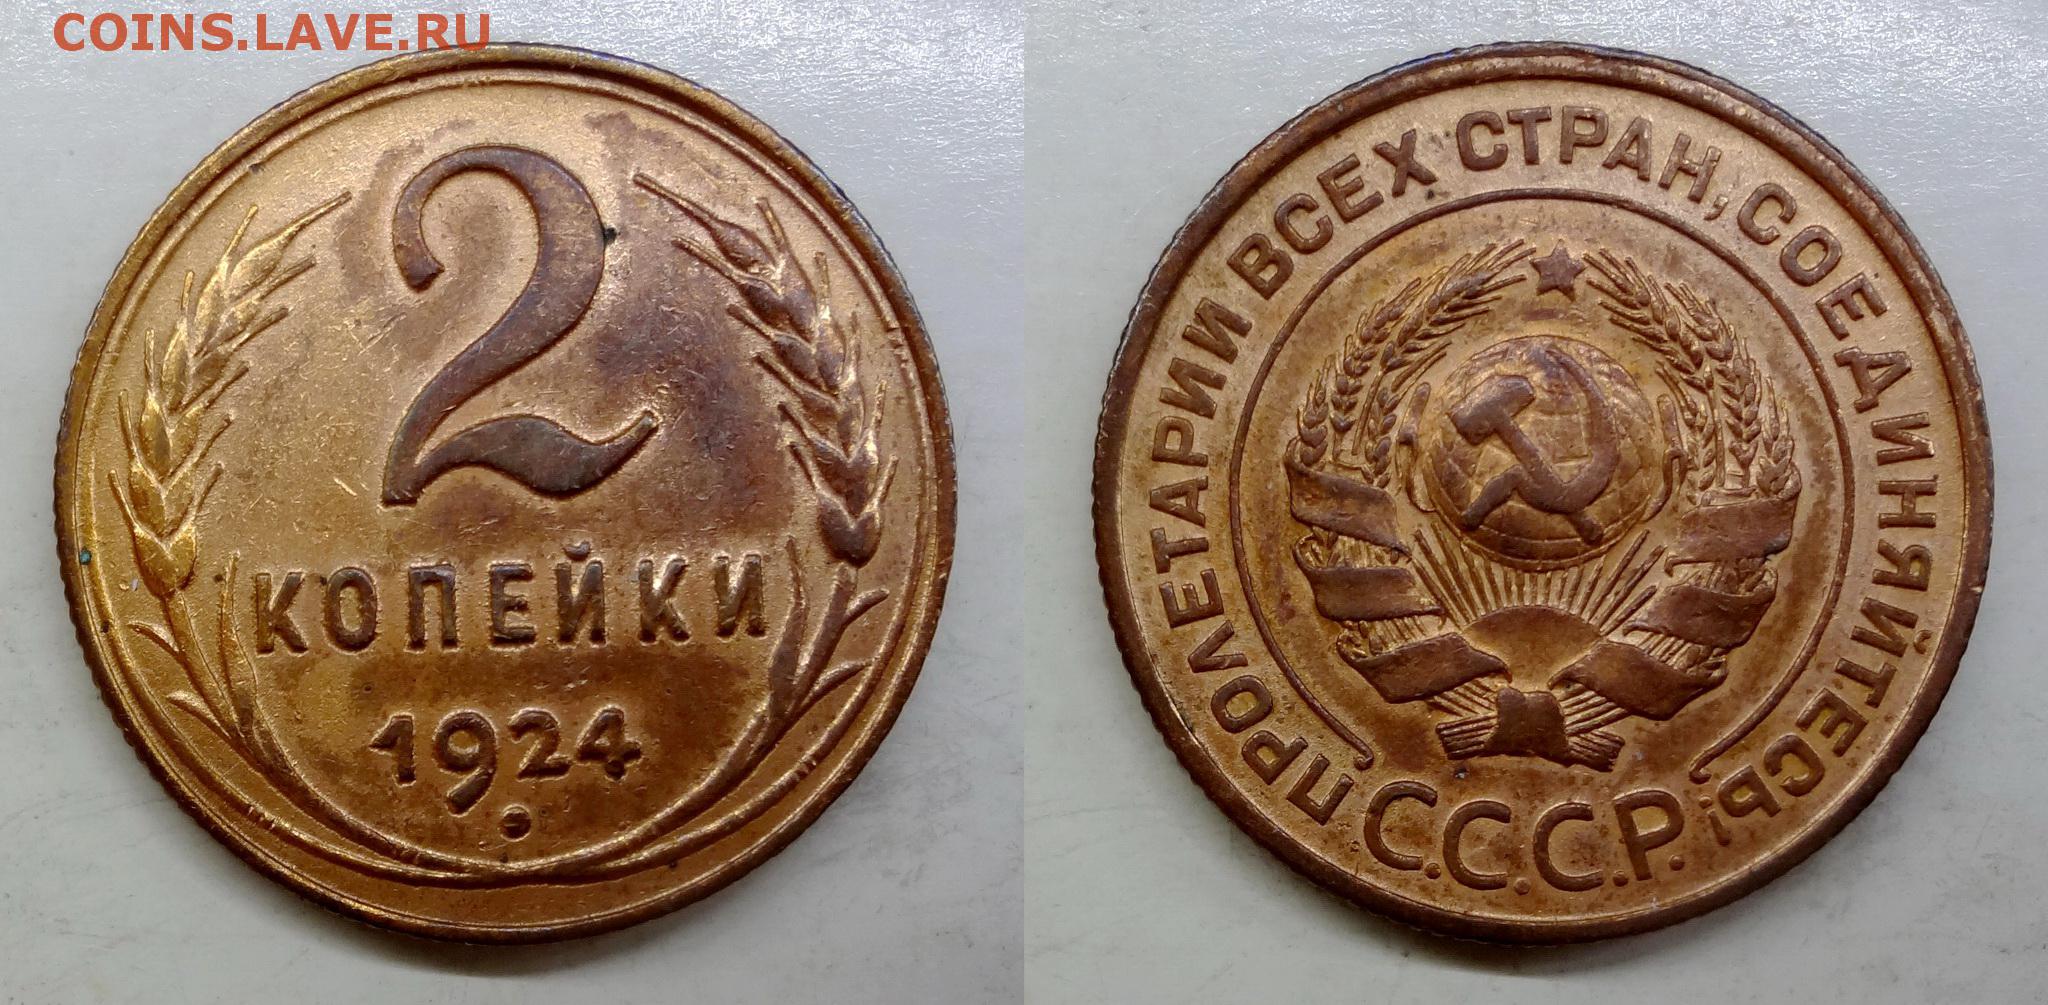 COINS.LAVE.RU
2
КОПЕЙКИ
1924
ПРОЛЕТАРИИ ВСЕХ СТРАН, СОЕДИНЯЙТЕСЬ!
С.С.С.Р.